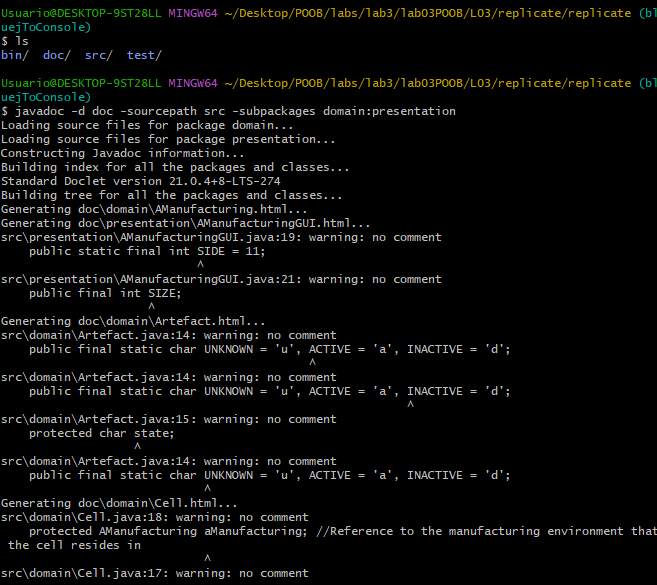 Usuario@DESKTOP-9ST28LL MINGW64 ~/Desktop/POOB/labs/lab3/lab03POOB/LO3/replicate/replicate (bl
uejToConsole)
$ ls
bin/  doc/  src/  test/
Usuario@DESKTOP-9ST28LL MINGW64 ~/Desktop/POOB/labs/lab3/lab03POOB/LO3/replicate/replicate (bl
uejToConsole)
$ javadoc -d doc -sourcepath src -subpackages domain:presentation
Loading source files for package domain...
Loading source files for package presentation...
Constructing Javadoc information...
Building index for all the packages and classes...
Standard Doclet version 21.0.4+8-LTS-274
Building tree for all the packages and classes...
Generating doc\domain\AManufacturing.html...
Generating doc\presentation\AManufacturingGUI.html...
src\presentation\AManufacturingGUI.java:19: warning: no comment
    public static final int SIDE = 11;
                            ^
src\presentation\AManufacturingGUI.java:21: warning: no comment
    public final int SIZE;
                     ^
Generating doc\domain\Artefact.html...
src\domain\Artefact.java:14: warning: no comment
    public final static char UNKNOWN = 'u', ACTIVE = 'a', INACTIVE = 'd';
                                            ^
src\domain\Artefact.java:14: warning: no comment
    public final static char UNKNOWN = 'u', ACTIVE = 'a', INACTIVE = 'd';
                                                          ^
src\domain\Artefact.java:15: warning: no comment
    protected char state;
                   ^
src\domain\Artefact.java:14: warning: no comment
    public final static char UNKNOWN = 'u', ACTIVE = 'a', INACTIVE = 'd';
                             ^
Generating doc\domain\Cell.html...
src\domain\Cell.java:18: warning: no comment
    protected AManufacturing aManufacturing; //Reference to the manufacturing environment that
 the cell resides in
                             ^
src\domain\Cell.java:17: warning: no comment